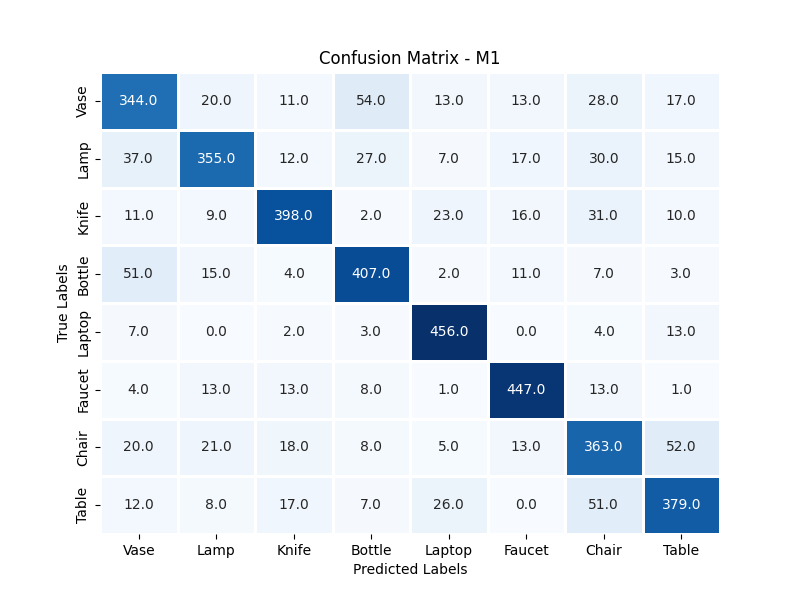 Confusion Matrix - M1
True Labels
Vase 344.0 20.0 11.0 54.0 13.0 13.0 28.0 17.0
Lamp 37.0 355.0 12.0 27.0 7.0 17.0 30.0 15.0
Knife 11.0 9.0 398.0 2.0 23.0 16.0 31.0 10.0
Bottle 51.0 15.0 4.0 407.0 2.0 11.0 7.0 3.0
Laptop 7.0 0.0 2.0 3.0 456.0 0.0 4.0 13.0
Faucet 4.0 13.0 13.0 8.0 1.0 447.0 13.0 1.0
Chair 20.0 21.0 18.0 8.0 5.0 13.0 363.0 52.0
Table 12.0 8.0 17.0 7.0 26.0 0.0 51.0 379.0
Vase Lamp Knife Bottle Laptop Faucet Chair Table
Predicted Labels